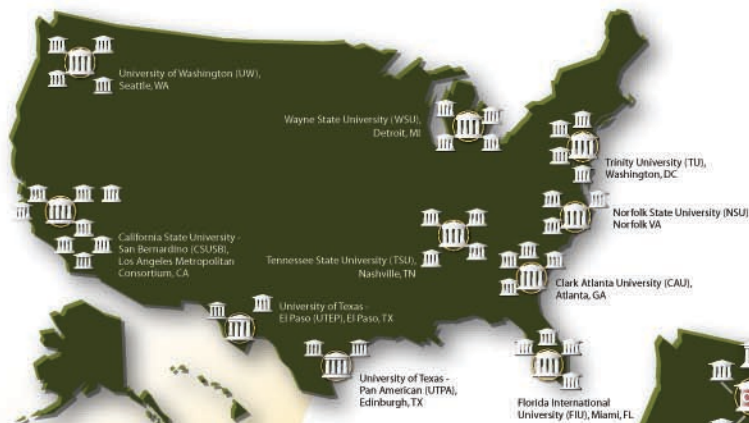 University of Washington (UW),
Seattle, WA
Wayne State University (WSU),
Detroit, MI
Trinity University (TU),
Washington, DC
Norfolk State University (NSU)
Norfolk VA
California State University -
San Bernardino (CSUSB),
Los Angeles Metropolitan
Consortium, CA
Tennessee State University (TSU),
Nashville, TN
Clark Atlanta University (CAU),
Atlanta, GA
University of Texas -
El Paso (UTEP), El Paso, TX
University of Texas -
Pan American (UTPA),
Edinburgh, TX
Florida International
University (FIU), Miami, FL